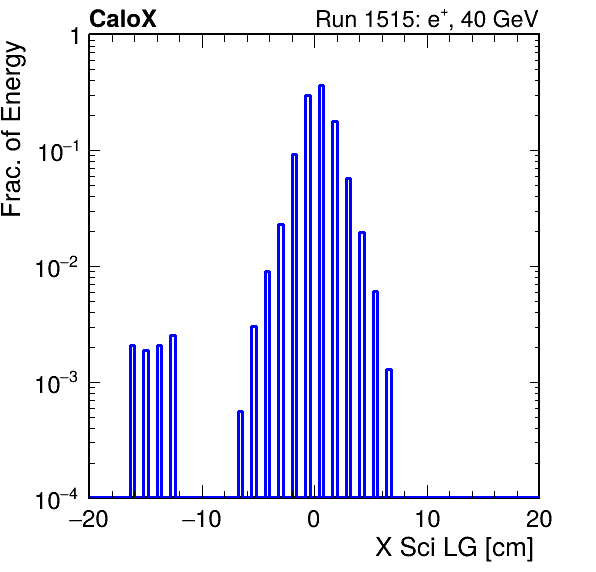 CaloX Run 1515: e⁺, 40 GeV
Frac. of Energy
1
10⁻¹
10⁻²
10⁻³
10⁻⁴
−20 −10 0 10 20
X Sci LG [cm]